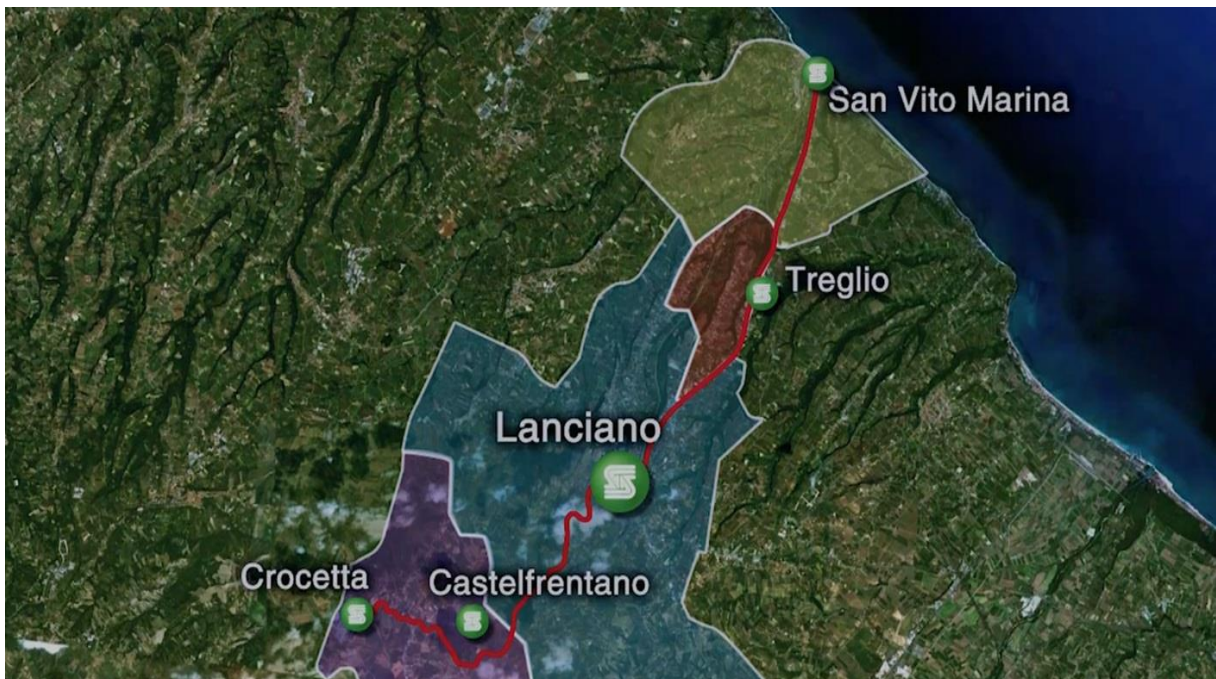 San Vito Marina
Treglio
Lanciano
Crocetta
Castelfrentano